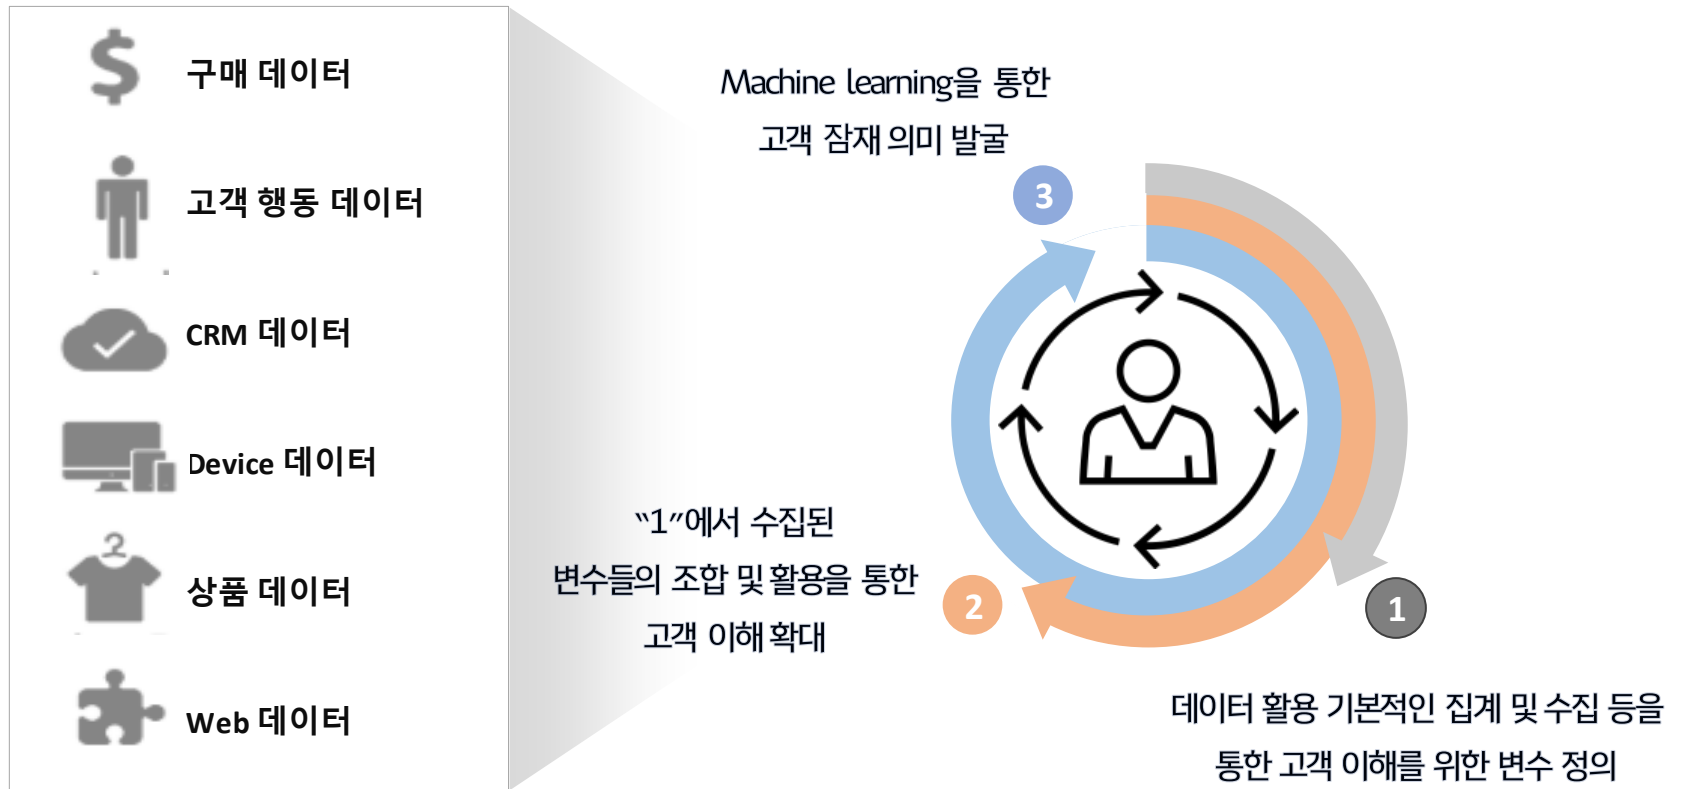 구매 데이터
고객 행동 데이터
CRM 데이터
Device 데이터
상품 데이터
Web 데이터
Machine learning을 통한
고객 잠재 의미 발굴
3
“1”에서 수집된
변수들의 조합 및 활용을 통한
고객 이해 확대
2
1
데이터 활용 기본적인 집계 및 수집 등을
통한 고객 이해를 위한 변수 정의